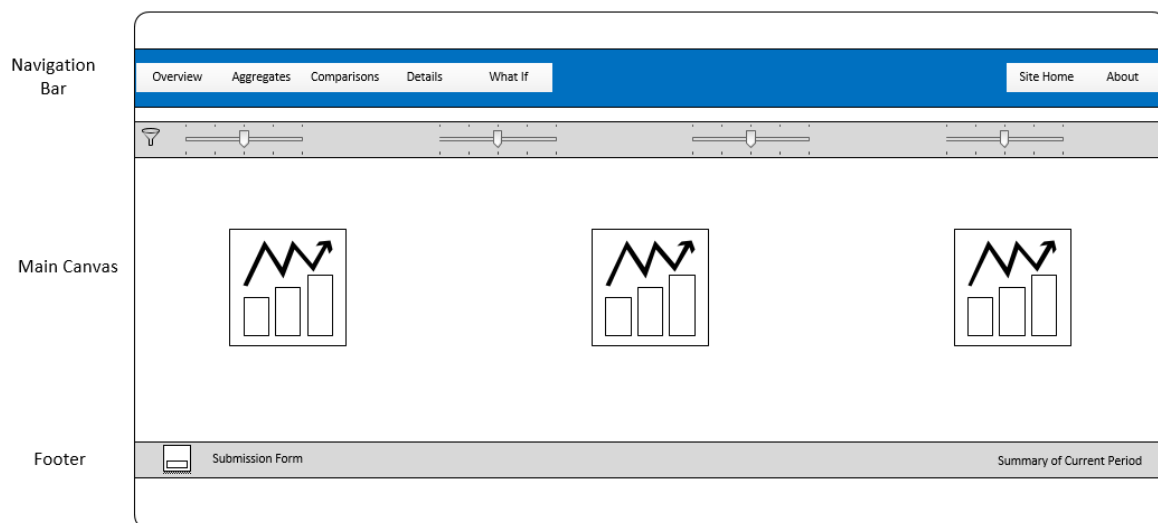 Navigation
Bar
Overview Aggregates Comparisons Details What If Site Home About
Main Canvas
Footer
Submission Form Summary of Current Period